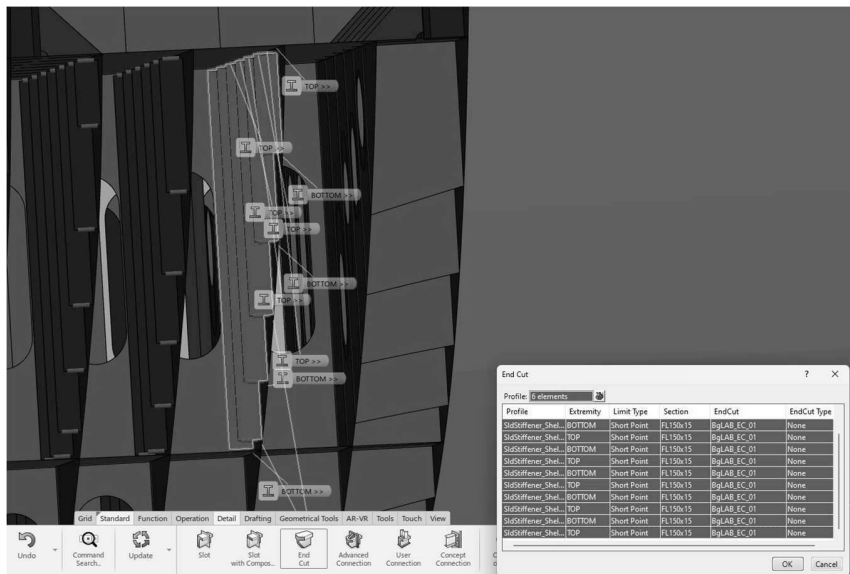 TOP >>
TOP >>
BOTTOM >>
TOP >>
TOP >>
BOTTOM >>
TOP >>
TOP >>
BOTTOM >>
BOTTOM >>
End Cut ? ×
Profile: 6 elements
Profile Extremity Limit Type Section EndCut EndCut Type
SldStiffener_Shel... BOTTOM Short Point FL150x15 BgLAB_EC_01 None
SldStiffener_Shel... TOP Short Point FL150x15 BgLAB_EC_01 None
SldStiffener_Shel... BOTTOM Short Point FL150x15 BgLAB_EC_01 None
SldStiffener_Shel... TOP Short Point FL150x15 BgLAB_EC_01 None
SldStiffener_Shel... BOTTOM Short Point FL150x15 BgLAB_EC_01 None
SldStiffener_Shel... TOP Short Point FL150x15 BgLAB_EC_01 None
SldStiffener_Shel... BOTTOM Short Point FL150x15 BgLAB_EC_01 None
SldStiffener_Shel... TOP Short Point FL150x15 BgLAB_EC_01 None
SldStiffener_Shel... BOTTOM Short Point FL150x15 BgLAB_EC_01 None
SldStiffener_Shel... TOP Short Point FL150x15 BgLAB_EC_01 None
OK Cancel
Grid Standard Function Operation Detail Drafting Geometrical Tools AR-VR Tools Touch View
Undo Command Search... Update Slot Slot with Compos... End Cut Advanced Connection User Connection Concept Connection